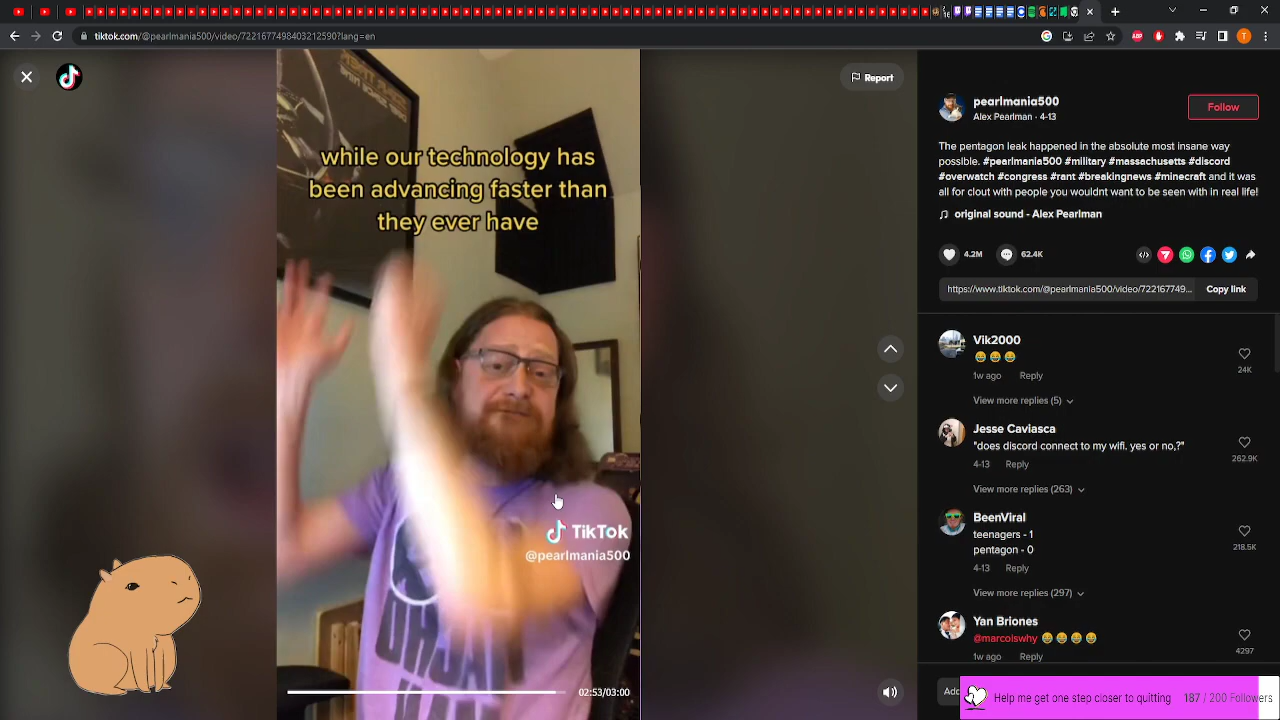 tiktok.com/@pearlmania500/video/7221677498403212590?lang=en
Report
while our technology has
been advancing faster than
they ever have
TikTok
@pearlmania500
02:53/03:00
pearlmania500
Alex Pearlman · 4-13
Follow
The pentagon happened in the absolute most insane way
possible. #pearlmania500 #military #massachusetts #discord
#overwatch #congress #dogs #breakingnews #minecraft and it was
all for clout with people you wouldnt want to be seen with in real life!
original sound - Alex Pearlman
2.2M
62.4K
https://www.tiktok.com/@pearlmania500/video/722167749...
Copy link
Vik2000
😂😂😂
1w ago
Reply
24K
View more replies (5)
Jesse Caviasca
"does discord connect to my wifi. yes or no,?"
4-13
Reply
262.9K
View more replies (263)
BeenViral
teenagers - 1
pentagon - 0
4-13
Reply
218.5K
View more replies (297)
Yan Briones
@marcolswhy 😂😂😂😂
1w ago
Reply
4297
Add
Help me get one step closer to quitting
187 / 200 Followers